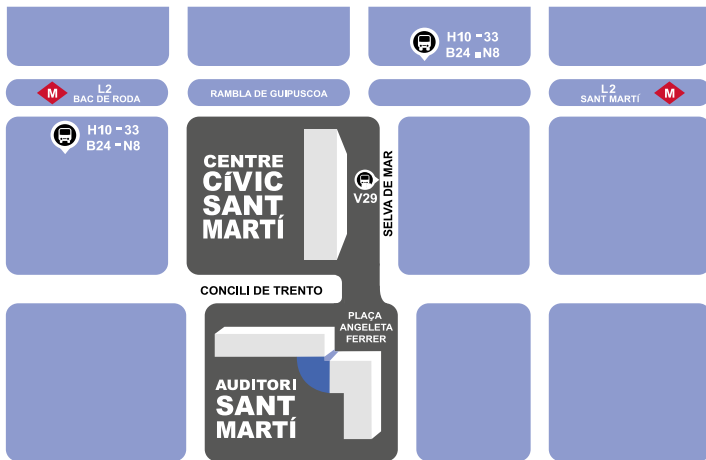 H10 - 33
B24 - N8
M
L2
BAC DE RODA
RAMBLA DE GUIPUSCOA
L2
SANT MARTÍ
M
H10 - 33
B24 - N8
CENTRE
CÍVIC
SANT
MARTÍ
V29
SELVA DE MAR
CONCILI DE TRENTO
PLAÇA
ANGELETA
FERRER
AUDITORI
SANT
MARTÍ